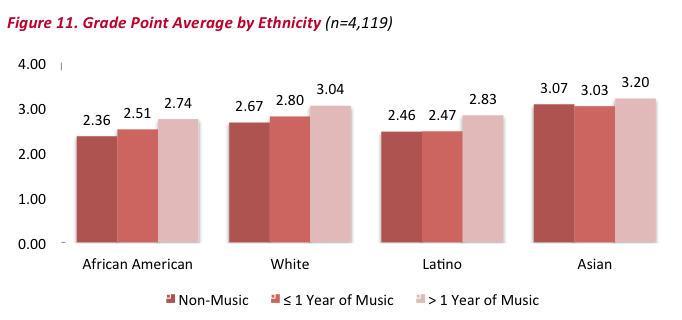 Figure 11. Grade Point Average by Ethnicity (n=4,119)
4.00
3.00
2.00
1.00
0.00
2.36 2.51 2.74
2.67 2.80 3.04
2.46 2.47 2.83
3.07 3.03 3.20
African American White Latino Asian
Non-Music ≤ 1 Year of Music > 1 Year of Music